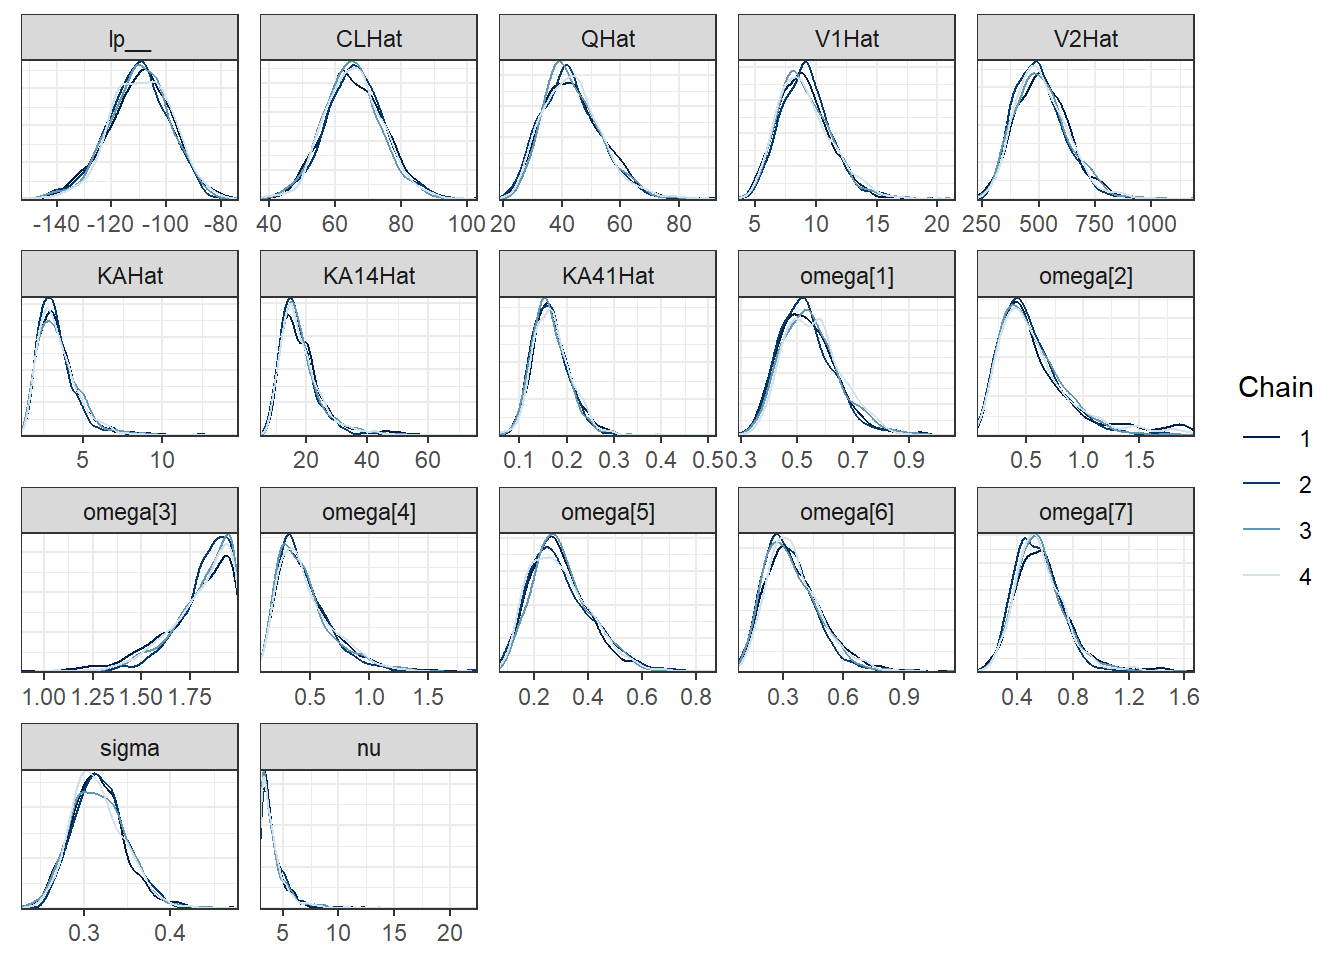 lp__ CLHat QHat V1Hat V2Hat
-140 -120 -100 -80 40 60 80 100 20 40 60 80 5 10 15 20 250 500 750 1000
KAHat KA14Hat KA41Hat omega[1] omega[2]
5 10 20 40 60 0.1 0.2 0.3 0.4 0.5 0.3 0.5 0.7 0.9 0.5 1.0 1.5
Chain
1
2
3
4
omega[3] omega[4] omega[5] omega[6] omega[7]
1.00 1.25 1.50 1.75 0.5 1.0 1.5 0.2 0.4 0.6 0.8 0.3 0.6 0.9 0.4 0.8 1.2 1.6
sigma nu
0.3 0.4 5 10 15 20